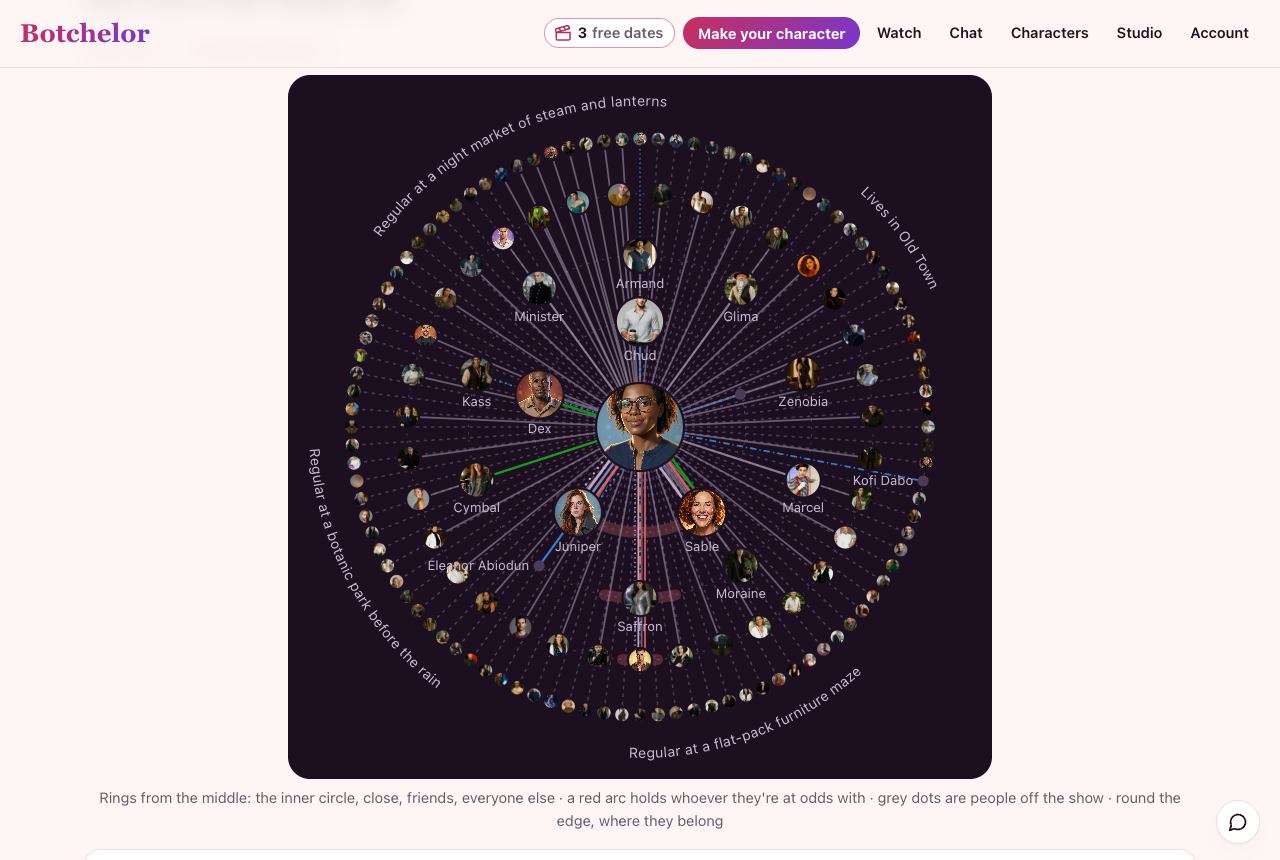 Botchelor
3 free dates
Make your character
Watch
Chat
Characters
Studio
Account
Regular at a night market of steam and lanterns
Lives in Old Town
Armand
Minister
Glima
Chud
Kass
Zenobia
Dex
Kofi Dabo
Cymbal
Marcel
Juniper
Sable
Eleanor Abiodun
Moraine
Saffron
Regular at a botanic park before the rain
Regular at a flat-pack furniture maze
Rings from the middle: the inner circle, close, friends, everyone else · a red arc holds whoever they're at odds with · grey dots are people off the show · round the
edge, where they belong